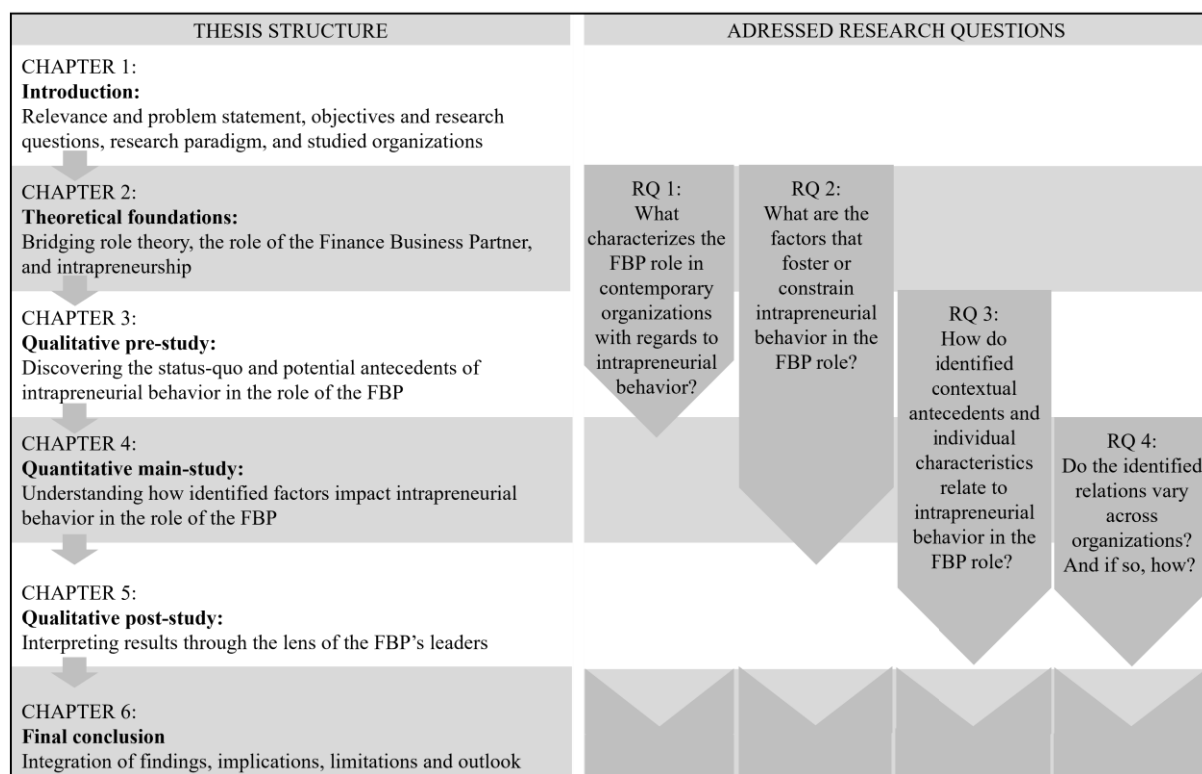 THESIS STRUCTURE
ADRESSED RESEARCH QUESTIONS
CHAPTER 1:
Introduction:
Relevance and problem statement, objectives and research
questions, research paradigm, and studied organizations
CHAPTER 2:
Theoretical foundations:
Bridging role theory, the role of the Finance Business Partner,
and intrapreneurship
CHAPTER 3:
Qualitative pre-study:
Discovering the status-quo and potential antecedents of
intrapreneurial behavior in the role of the FBP
CHAPTER 4:
Quantitative main-study:
Understanding how identified factors impact intrapreneurial
behavior in the role of the FBP
CHAPTER 5:
Qualitative post-study:
Interpreting results through the lens of the FBP's leaders
CHAPTER 6:
Final conclusion
Integration of findings, implications, limitations and outlook
RQ 1:
What
characterizes the
FBP role in
contemporary
organizations
with regards to
intrapreneurial
behavior?
RQ 2:
What are the
factors that
foster or
constrain
intrapreneurial
behavior in the
FBP role?
RQ 3:
How do
identified
contextual
antecedents and
individual
characteristics
relate to
intrapreneurial
behavior in the
FBP role?
RQ 4:
Do the identified
relations vary
across
organizations?
And if so, how?